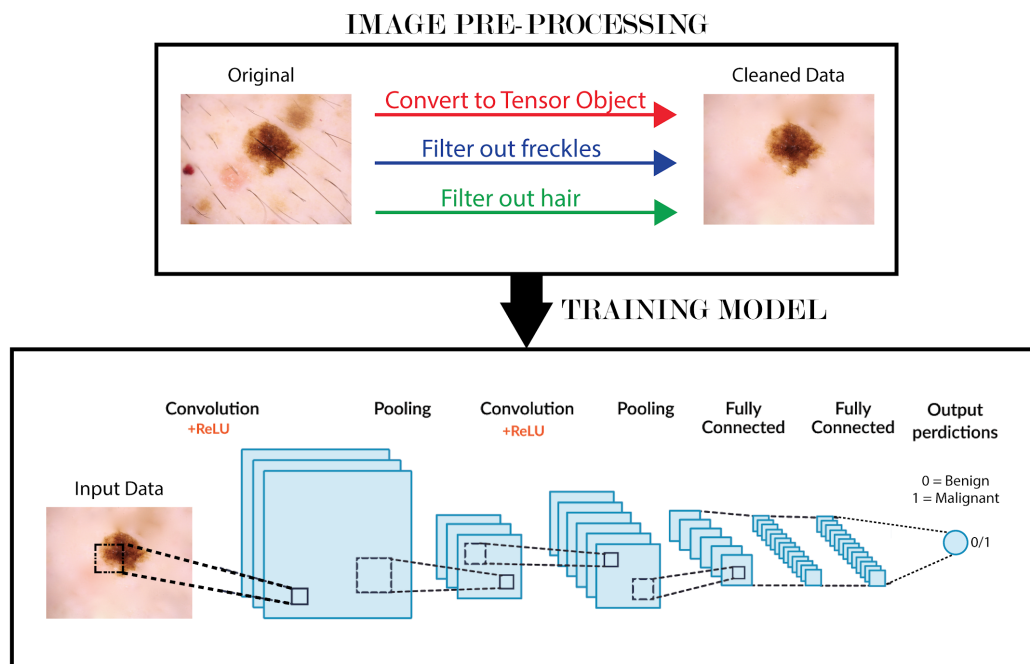 IMAGE PRE-PROCESSING
Original
Cleaned Data
Convert to Tensor Object
Filter out freckles
Filter out hair
TRAINING MODEL
Convolution
+ReLU
Pooling
Convolution
+ReLU
Pooling
Fully
Connected
Fully
Connected
Output
perdictions
Input Data
0 = Benign
1 = Malignant
0/1